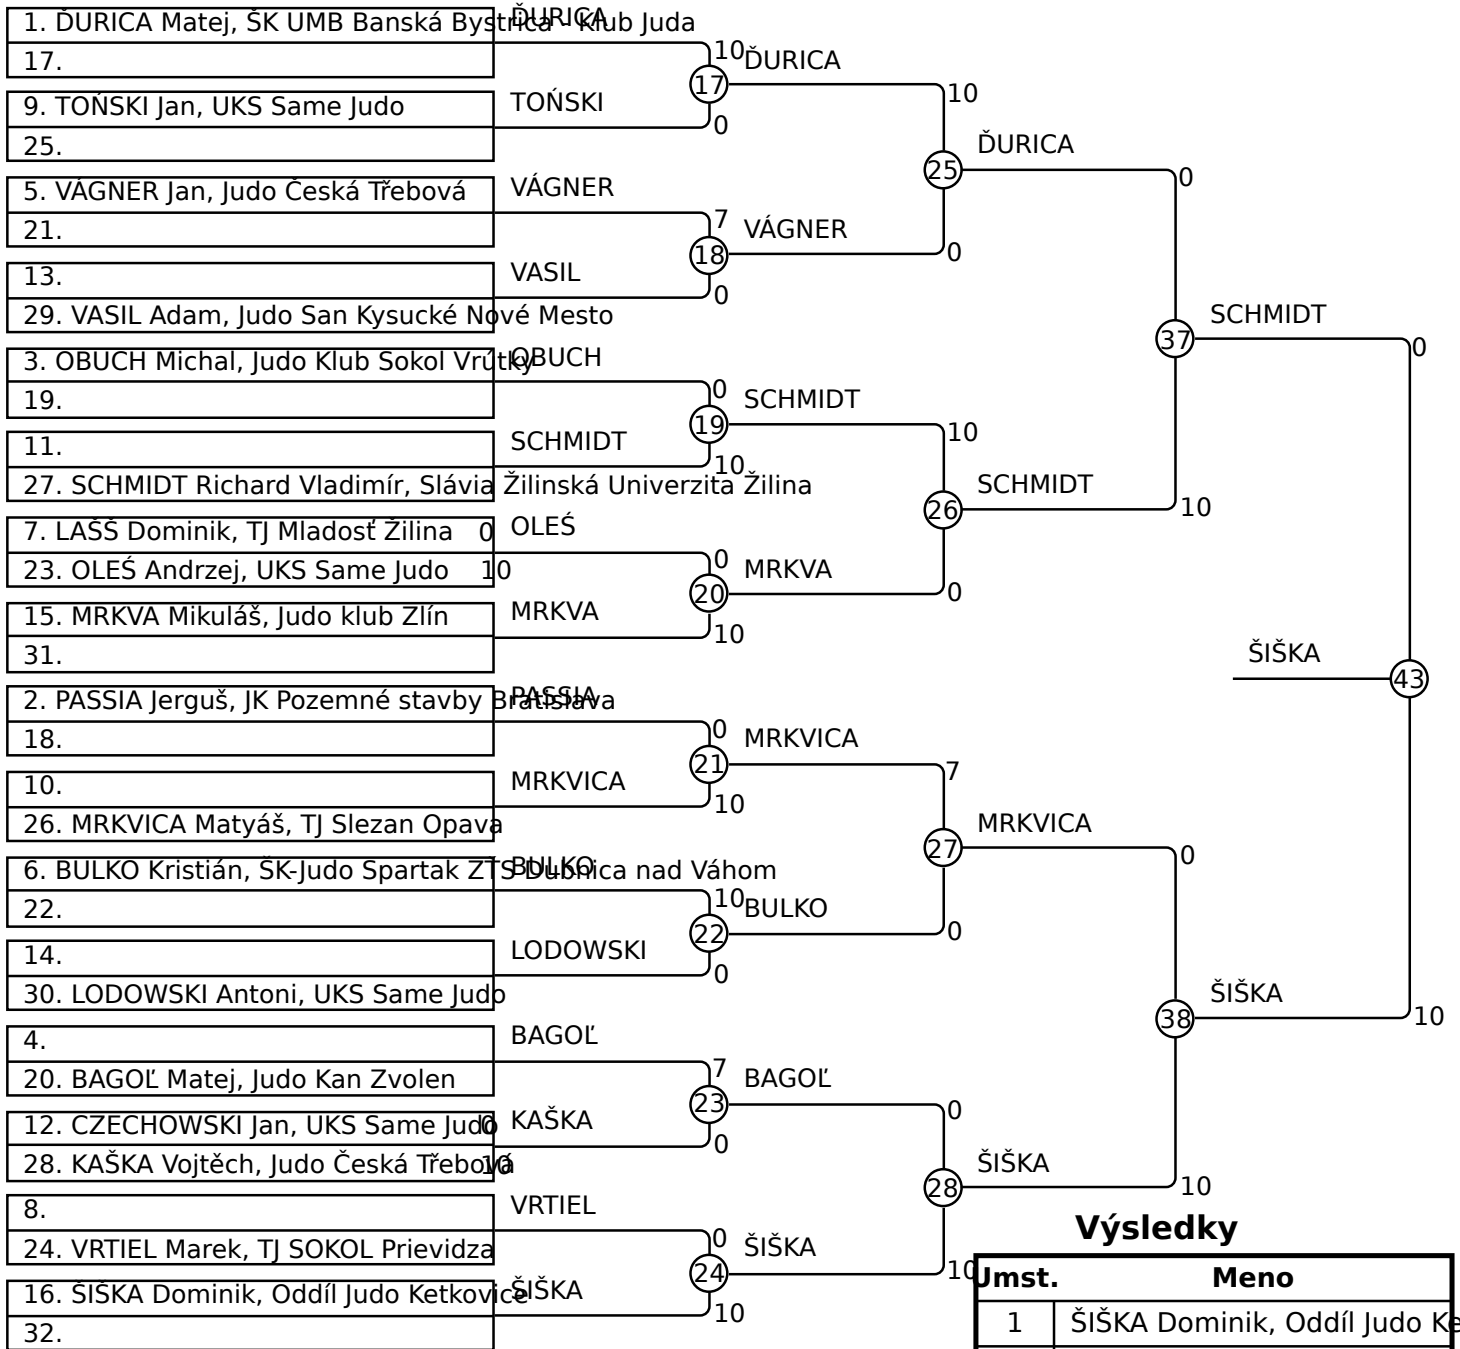 1. ĎURICA Matej, ŠK UMB Banská Bystrica - Klub Juda
17.
9. TOŃSKI Jan, UKS Same Judo
25.
5. VÁGNER Jan, Judo Česká Třebová
21.
13.
29. VASIL Adam, Judo San Kysucké Nové Mesto
3. OBUCH Michal, Judo Klub Sokol Vrútky
19.
11.
27. SCHMIDT Richard Vladimír, Slávia Žilinská Univerzita Žilina
7. LAŠŠ Dominik, TJ Mladosť Žilina 0
23. OLEŚ Andrzej, UKS Same Judo 10
15. MRKVA Mikuláš, Judo klub Zlín
31.
2. PASSIA Jerguš, JK Pozemné stavby Bratislava
18.
10.
26. MRKVICA Matyáš, TJ Slezan Opava
6. BULKO Kristián, ŠK-Judo Spartak ZŤS Dubnica nad Váhom
22.
14.
30. LODOWSKI Antoni, UKS Same Judo
4.
20. BAGOĽ Matej, Judo Kan Zvolen
12. CZECHOWSKI Jan, UKS Same Judo 0
28. KAŠKA Vojtěch, Judo Česká Třebová 10
8.
24. VRTIEL Marek, TJ SOKOL Prievidza
16. ŠIŠKA Dominik, Oddíl Judo Ketkovice
32.
ĎURICA
10
17
TOŃSKI
0
VÁGNER
7
18
VASIL
0
OBUCH
0
19
SCHMIDT
10
OLEŚ
0
20
MRKVA
10
PASSIA
0
21
MRKVICA
10
BULKO
10
22
LODOWSKI
0
BAGOĽ
7
23
KAŠKA
0
VRTIEL
0
24
ŠIŠKA
10
ĎURICA
10
25
VÁGNER
0
SCHMIDT
10
26
MRKVA
0
MRKVICA
7
27
BULKO
0
BAGOĽ
0
28
ŠIŠKA
10
ĎURICA
0
37
SCHMIDT
10
MRKVICA
0
38
ŠIŠKA
10
SCHMIDT
0
43
ŠIŠKA
10
ŠIŠKA
Výsledky
Umst. Meno
1 ŠIŠKA Dominik, Oddíl Judo Ke